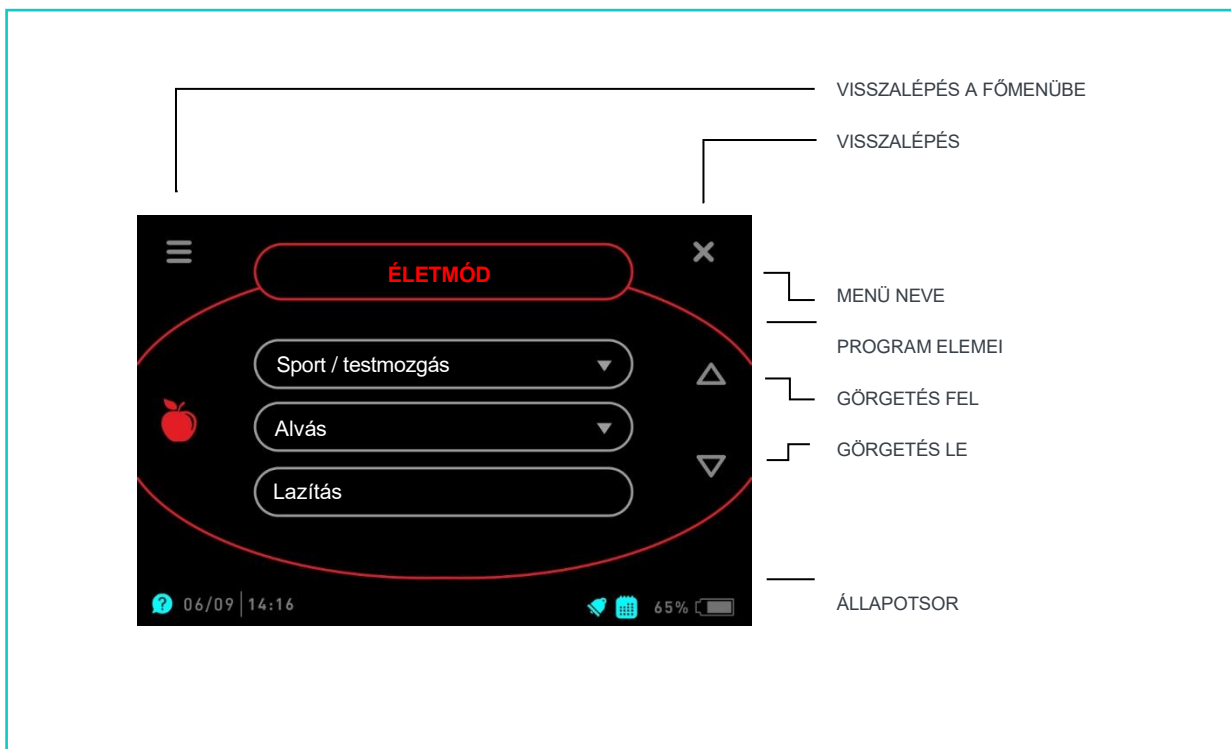 VISSZALÉPÉS A FŐMENÜBE
VISSZALÉPÉS
ÉLETMÓD
MENÜ NEVE
PROGRAM ELEMEI
Sport / testmozgás
GÖRGETÉS FEL
Alvás
GÖRGETÉS LE
Lazítás
? 06/09 | 14:16
65%
ÁLLAPOTSOR